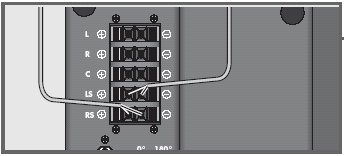 L + −
R + −
C + −
LS + −
RS + −
0° 180°